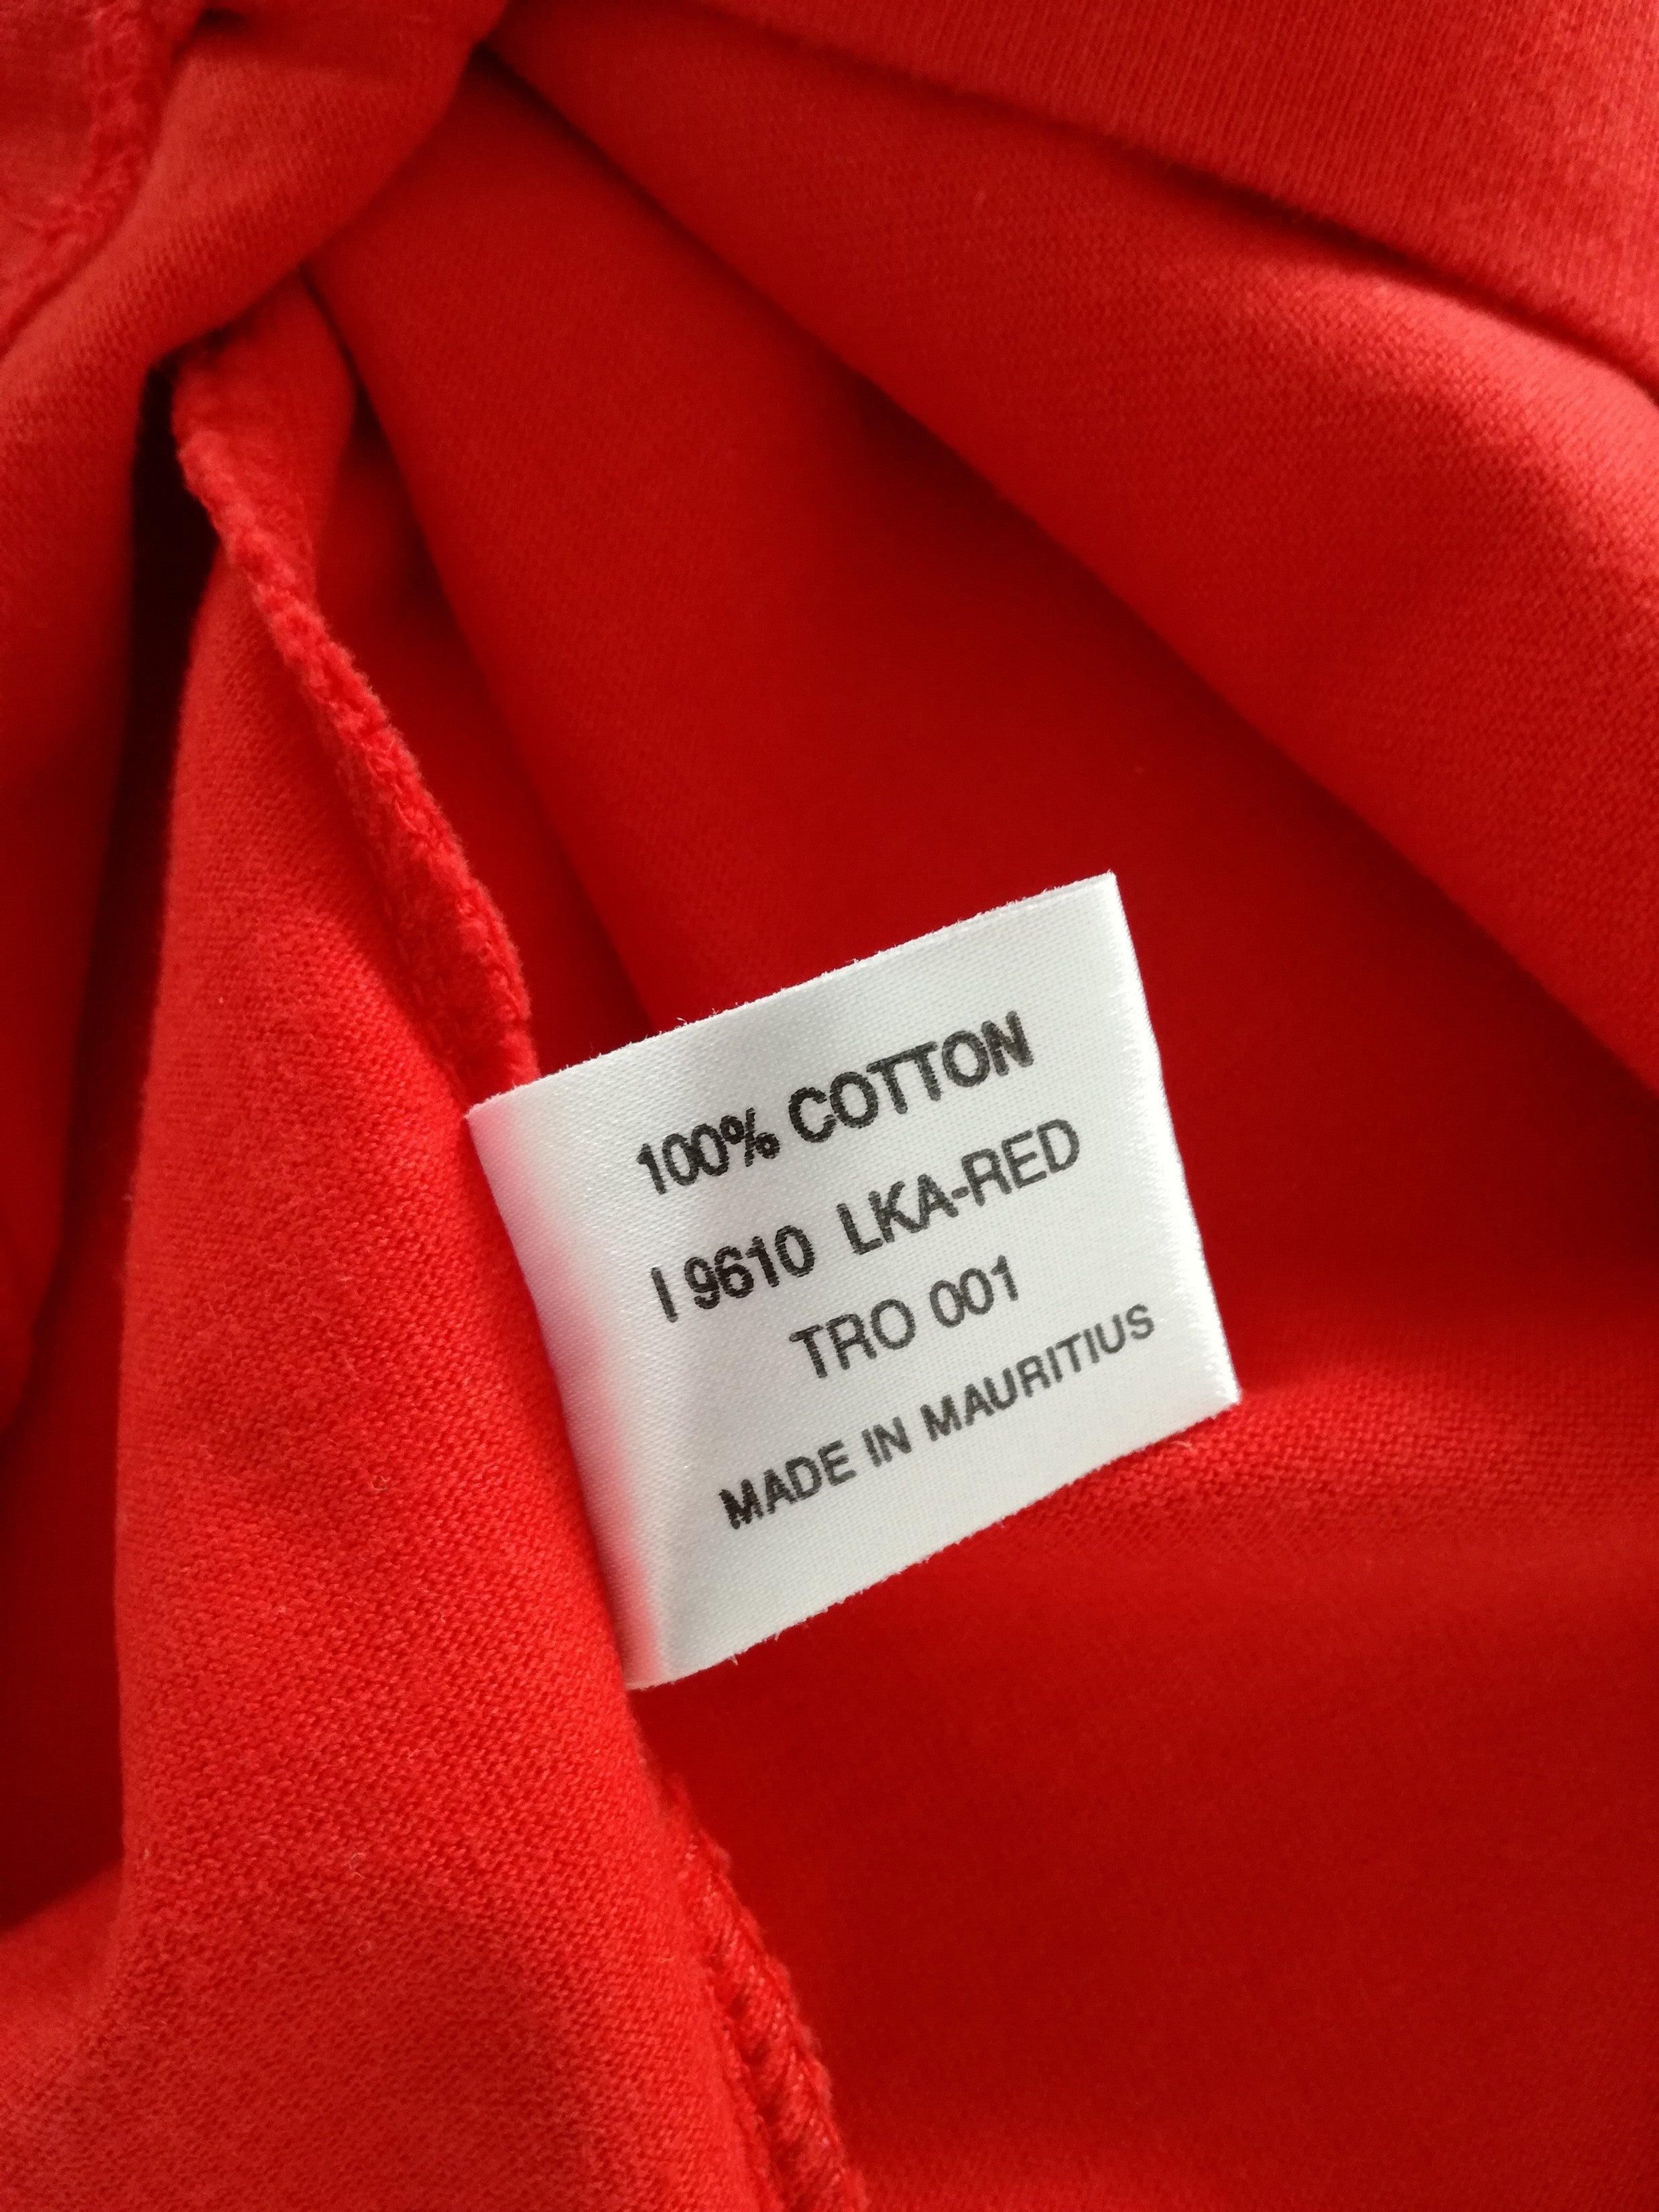 100% COTTON
I 9610 LKA-RED
TRO 001
MADE IN MAURITIUS